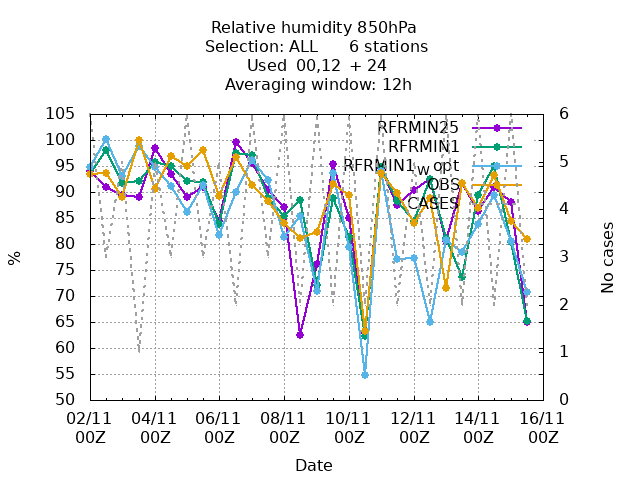 Relative humidity 850hPa
Selection: ALL 6 stations
Used 00,12 + 24
Averaging window: 12h
105
100
95
90
85
80
75
70
65
60
55
50
%
6
5
4
3
2
1
0
No cases
RFRMIN25
RFRMIN1
RFRMIN1_w_opt
OBS
CASES
02/11 04/11 06/11 08/11 10/11 12/11 14/11 16/11
00Z 00Z 00Z 00Z 00Z 00Z 00Z 00Z
Date